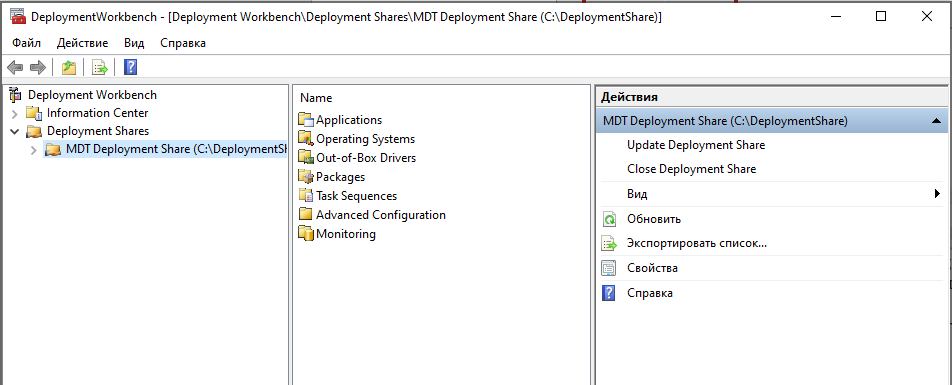 DeploymentWorkbench - [Deployment Workbench\Deployment Shares\MDT Deployment Share (C:\DeploymentShare)]
Файл Действие Вид Справка
Deployment Workbench
Information Center
Deployment Shares
MDT Deployment Share (C:\DeploymentSh
Name
Applications
Operating Systems
Out-of-Box Drivers
Packages
Task Sequences
Advanced Configuration
Monitoring
Действия
MDT Deployment Share (C:\DeploymentShare)
Update Deployment Share
Close Deployment Share
Вид
Обновить
Экспортировать список...
Свойства
Справка